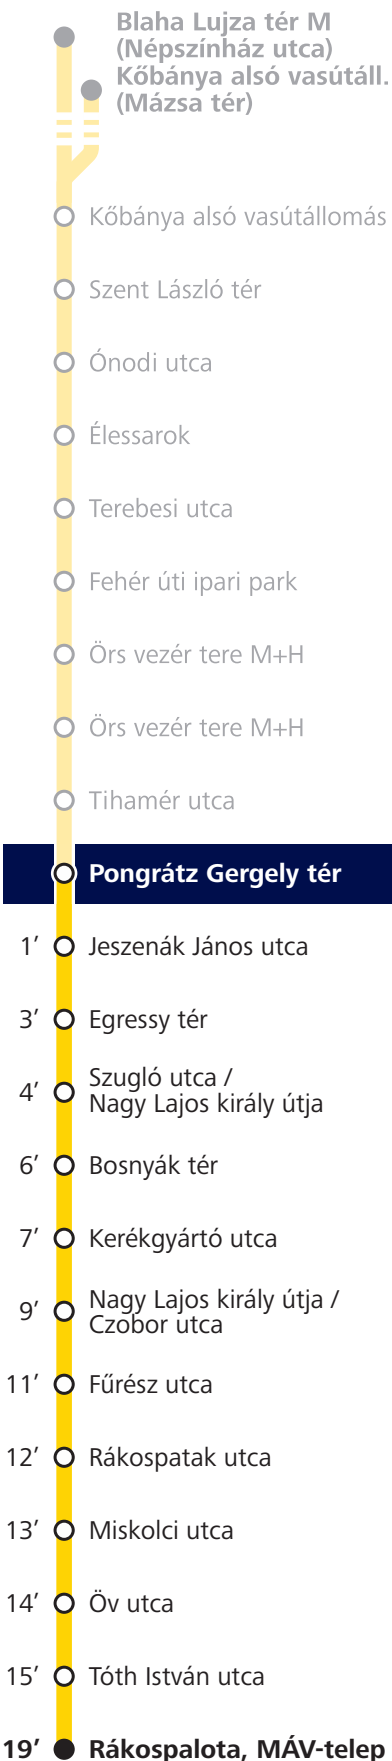 Blaha Lujza tér M
(Népszínház utca)
Kőbánya alsó vasútáll.
(Mázsa tér)
Kőbánya alsó vasútállomás
Szent László tér
Ónodi utca
Élessarok
Terebesi utca
Fehér úti ipari park
Örs vezér tere M+H
Örs vezér tere M+H
Tihamér utca
Pongrátz Gergely tér
1’ Jeszenák János utca
3’ Egressy tér
4’ Szugló utca /
Nagy Lajos király útja
6’ Bosnyák tér
7’ Kerékgyártó utca
9’ Nagy Lajos király útja /
Czobor utca
11’ Fűrész utca
12’ Rákospatak utca
13’ Miskolci utca
14’ Öv utca
15’ Tóth István utca
19’ Rákospalota, MÁV-telep